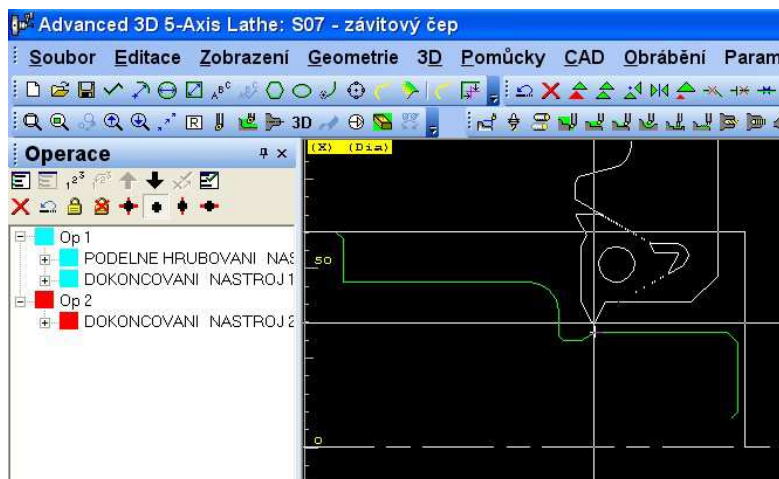 Advanced 3D 5-Axis Lathe: S07 - závitový čep
Soubor Editace Zobrazení Geometrie 3D Pomůcky CAD Obrábění Param
R 3D
Operace
(X) (Dia)
Op 1
PODELNE HRUBOVANI NAS
50
DOKONCOVANI NASTROJ 1
Op 2
DOKONCOVANI NASTROJ 2
0